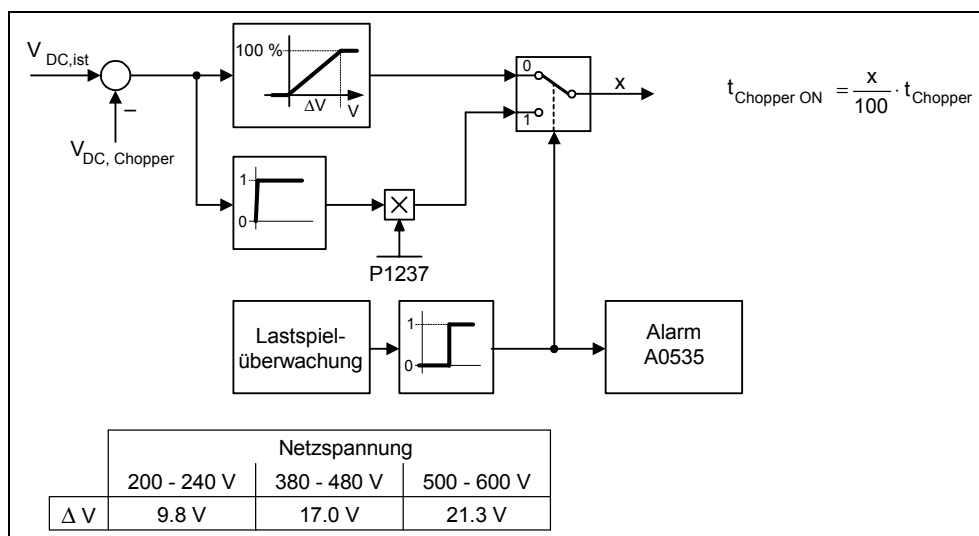 V DC,ist
–
V DC, Chopper
100 %
ΔV
V
0
1
x
t Chopper ON = x/100 · t Chopper
1
0
×
P1237
Lastspiel-
überwachung
1
0
Alarm
A0535
Netzspannung
200 - 240 V 380 - 480 V 500 - 600 V
Δ V 9.8 V 17.0 V 21.3 V